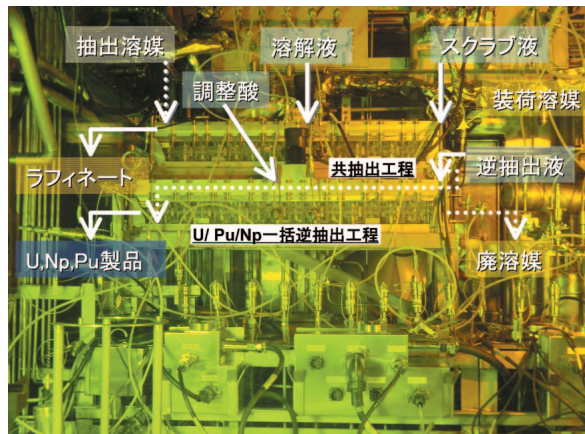 抽出溶媒
溶解液
スクラブ液
調整酸
装荷溶媒
ラフィネート
共抽出工程
逆抽出液
U,Np,Pu製品
U/ Pu/Np一括逆抽出工程
廃溶媒